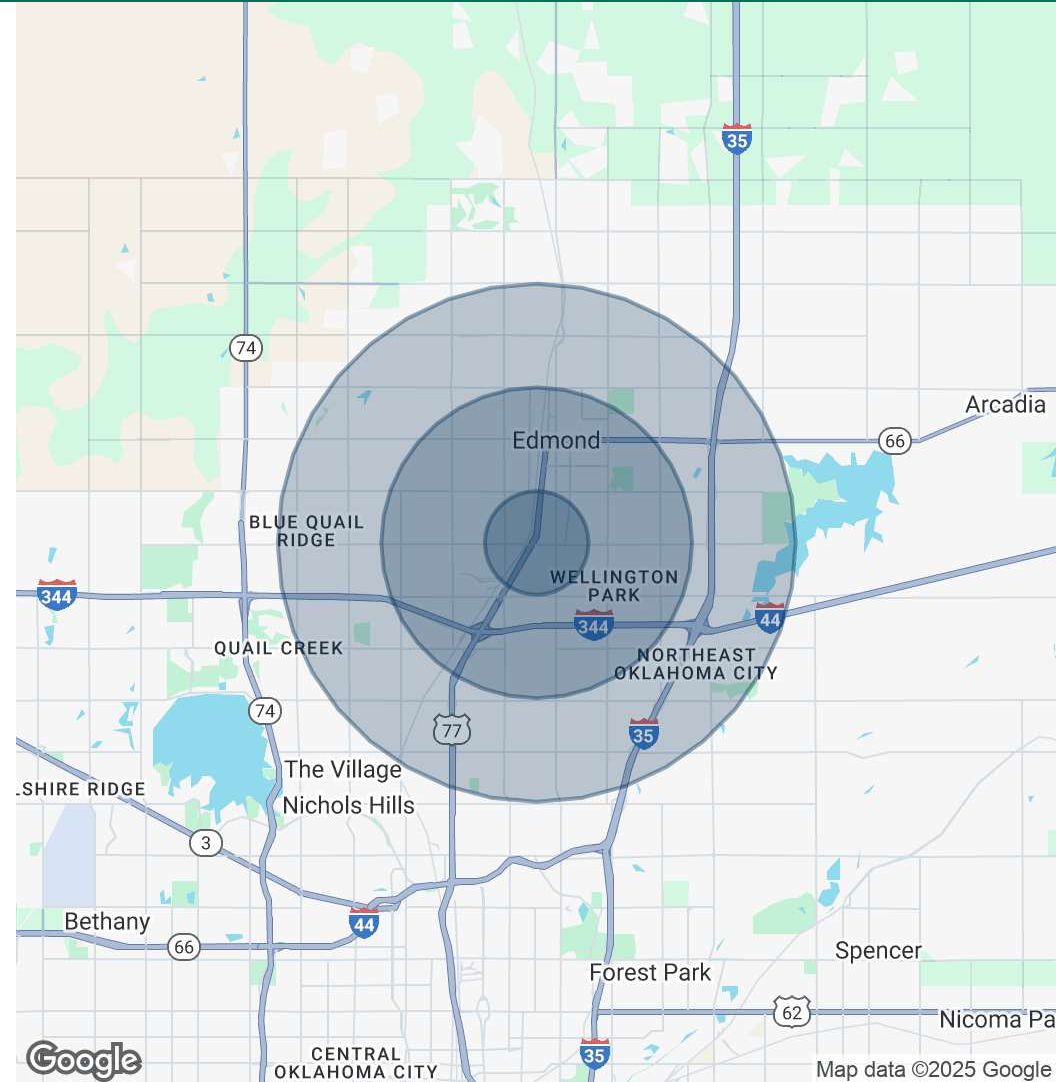 35
74
Arcadia
Edmond
66
BLUE QUAIL
RIDGE
WELLINGTON
PARK
344
344
44
QUAIL CREEK
NORTHEAST
OKLAHOMA CITY
74
77
35
The Village
LSHIRE RIDGE
Nichols Hills
3
Bethany
44
66
Spencer
Forest Park
62
Nicoma Pa
35
CENTRAL
OKLAHOMA CITY
Google
Map data ©2025 Google